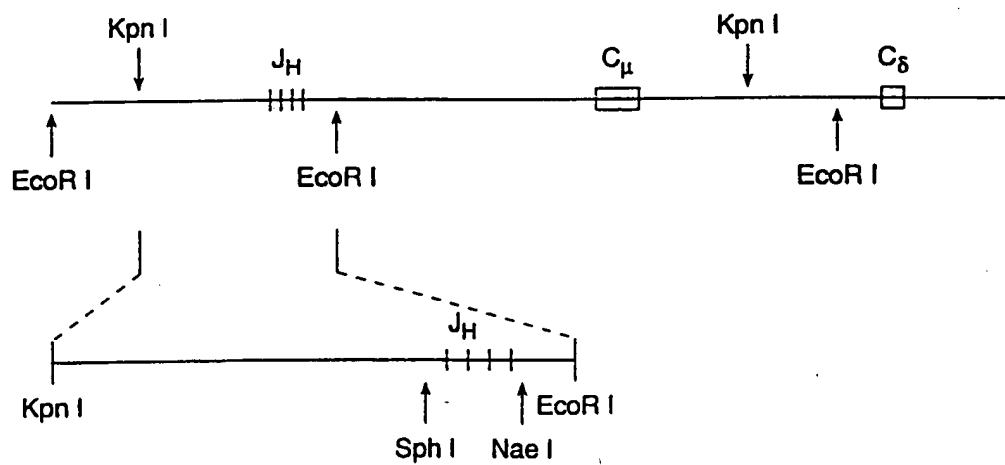 Kpn I
Kpn I
J_H
C_μ
C_δ
EcoR I
EcoR I
EcoR I
J_H
Kpn I
EcoR I
Sph I
Nae I